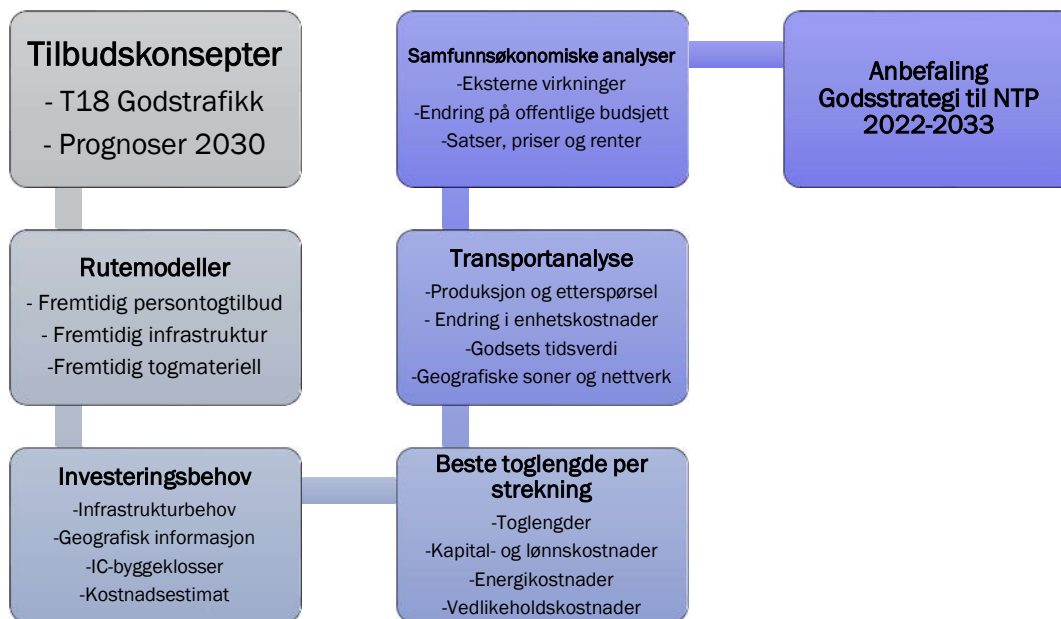 Tilbudskonsepter
- T18 Godstrafikk
- Prognoser 2030
Rutemodeller
- Fremtidig persontogtilbud
- Fremtidig infrastruktur
-Fremtidig togmateriell
Investeringsbehov
-Infrastrukturbehov
-Geografisk informasjon
-IC-byggeklosser
-Kostnadsestimat
Beste toglengde per
strekning
-Toglengder
-Kapital- og lønnskostnader
-Energikostnader
-Vedlikeholdskostnader
Transportanalyse
-Produksjon og etterspørsel
- Endring i enhetskostnader
-Godsets tidsverdi
-Geografiske soner og nettverk
Samfunnsøkonomiske analyser
-Eksterne virkninger
-Endring på offentlige budsjett
-Satser, priser og renter
Anbefaling
Godsstrategi til NTP
2022-2033